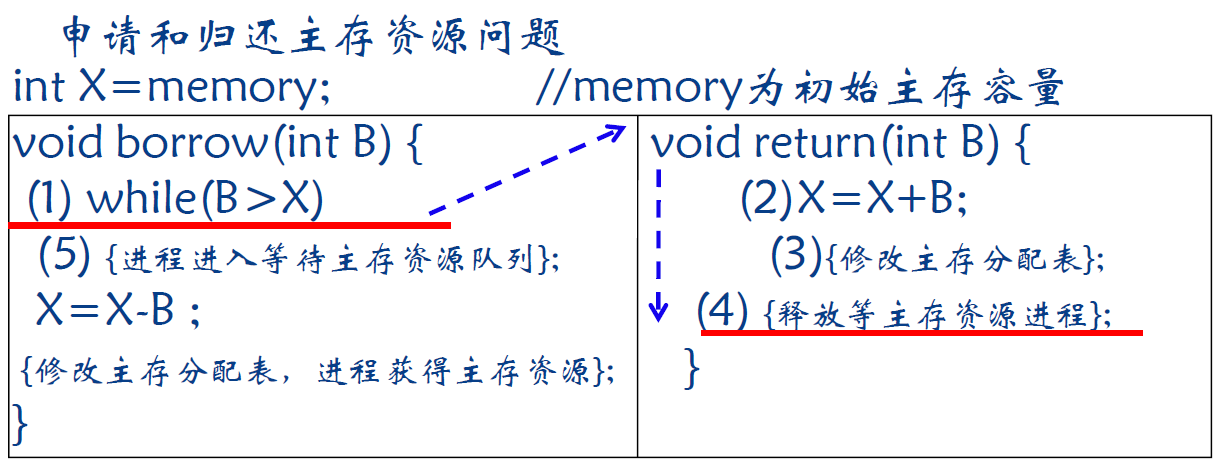 申请和归还主存资源问题
int X=memory; //memory为初始主存容量
void borrow(int B) {
(1) while(B>X)
(5) {进程进入等待主存资源队列};
X=X-B ;
{修改主存分配表，进程获得主存资源};
}
void return(int B) {
(2)X=X+B;
(3){修改主存分配表};
(4) {释放等主存资源进程};
}